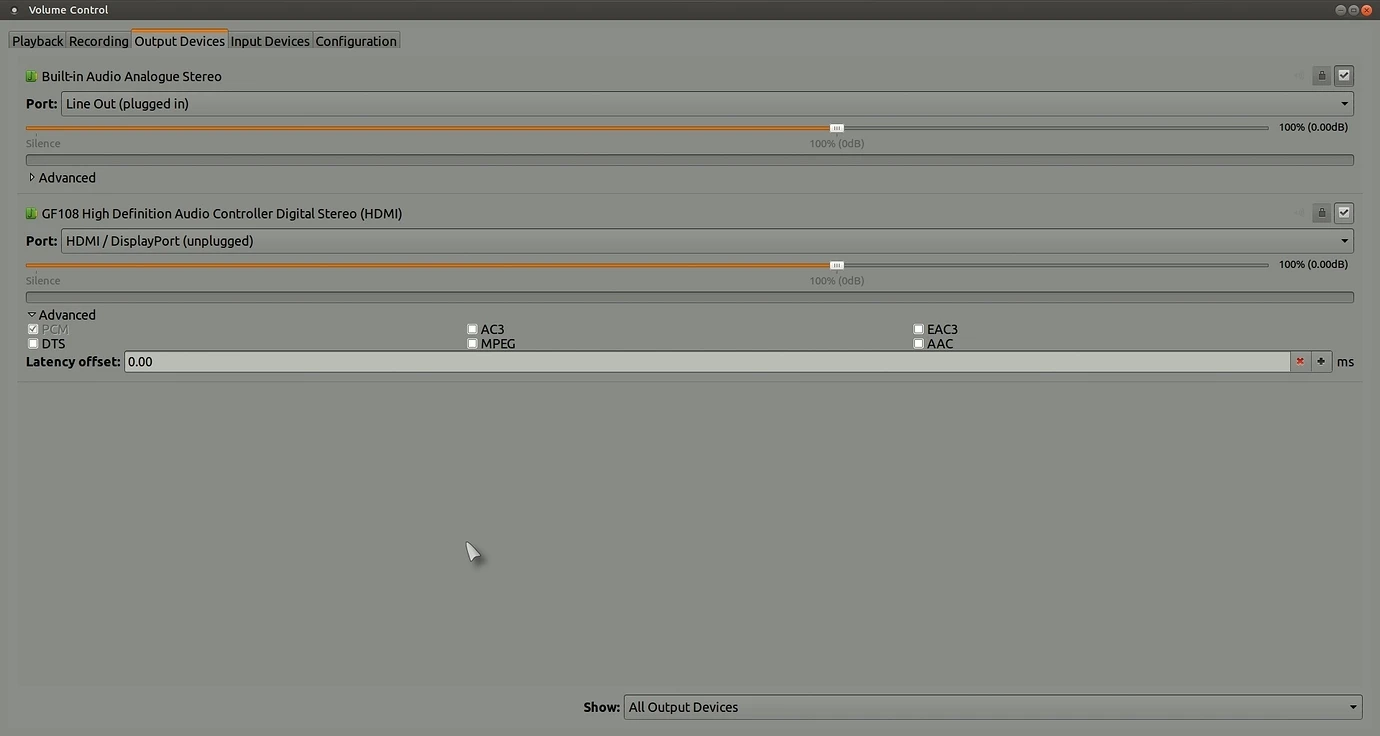 Volume Control
Playback Recording Output Devices Input Devices Configuration
Built-in Audio Analogue Stereo
Port: Line Out (plugged in)
100% (0.00dB)
Silence 100% (0dB)
Advanced
GF108 High Definition Audio Controller Digital Stereo (HDMI)
Port: HDMI / DisplayPort (unplugged)
100% (0.00dB)
Silence 100% (0dB)
Advanced
PCM AC3 EAC3
DTS MPEG AAC
Latency offset: 0.00 ms
Show: All Output Devices